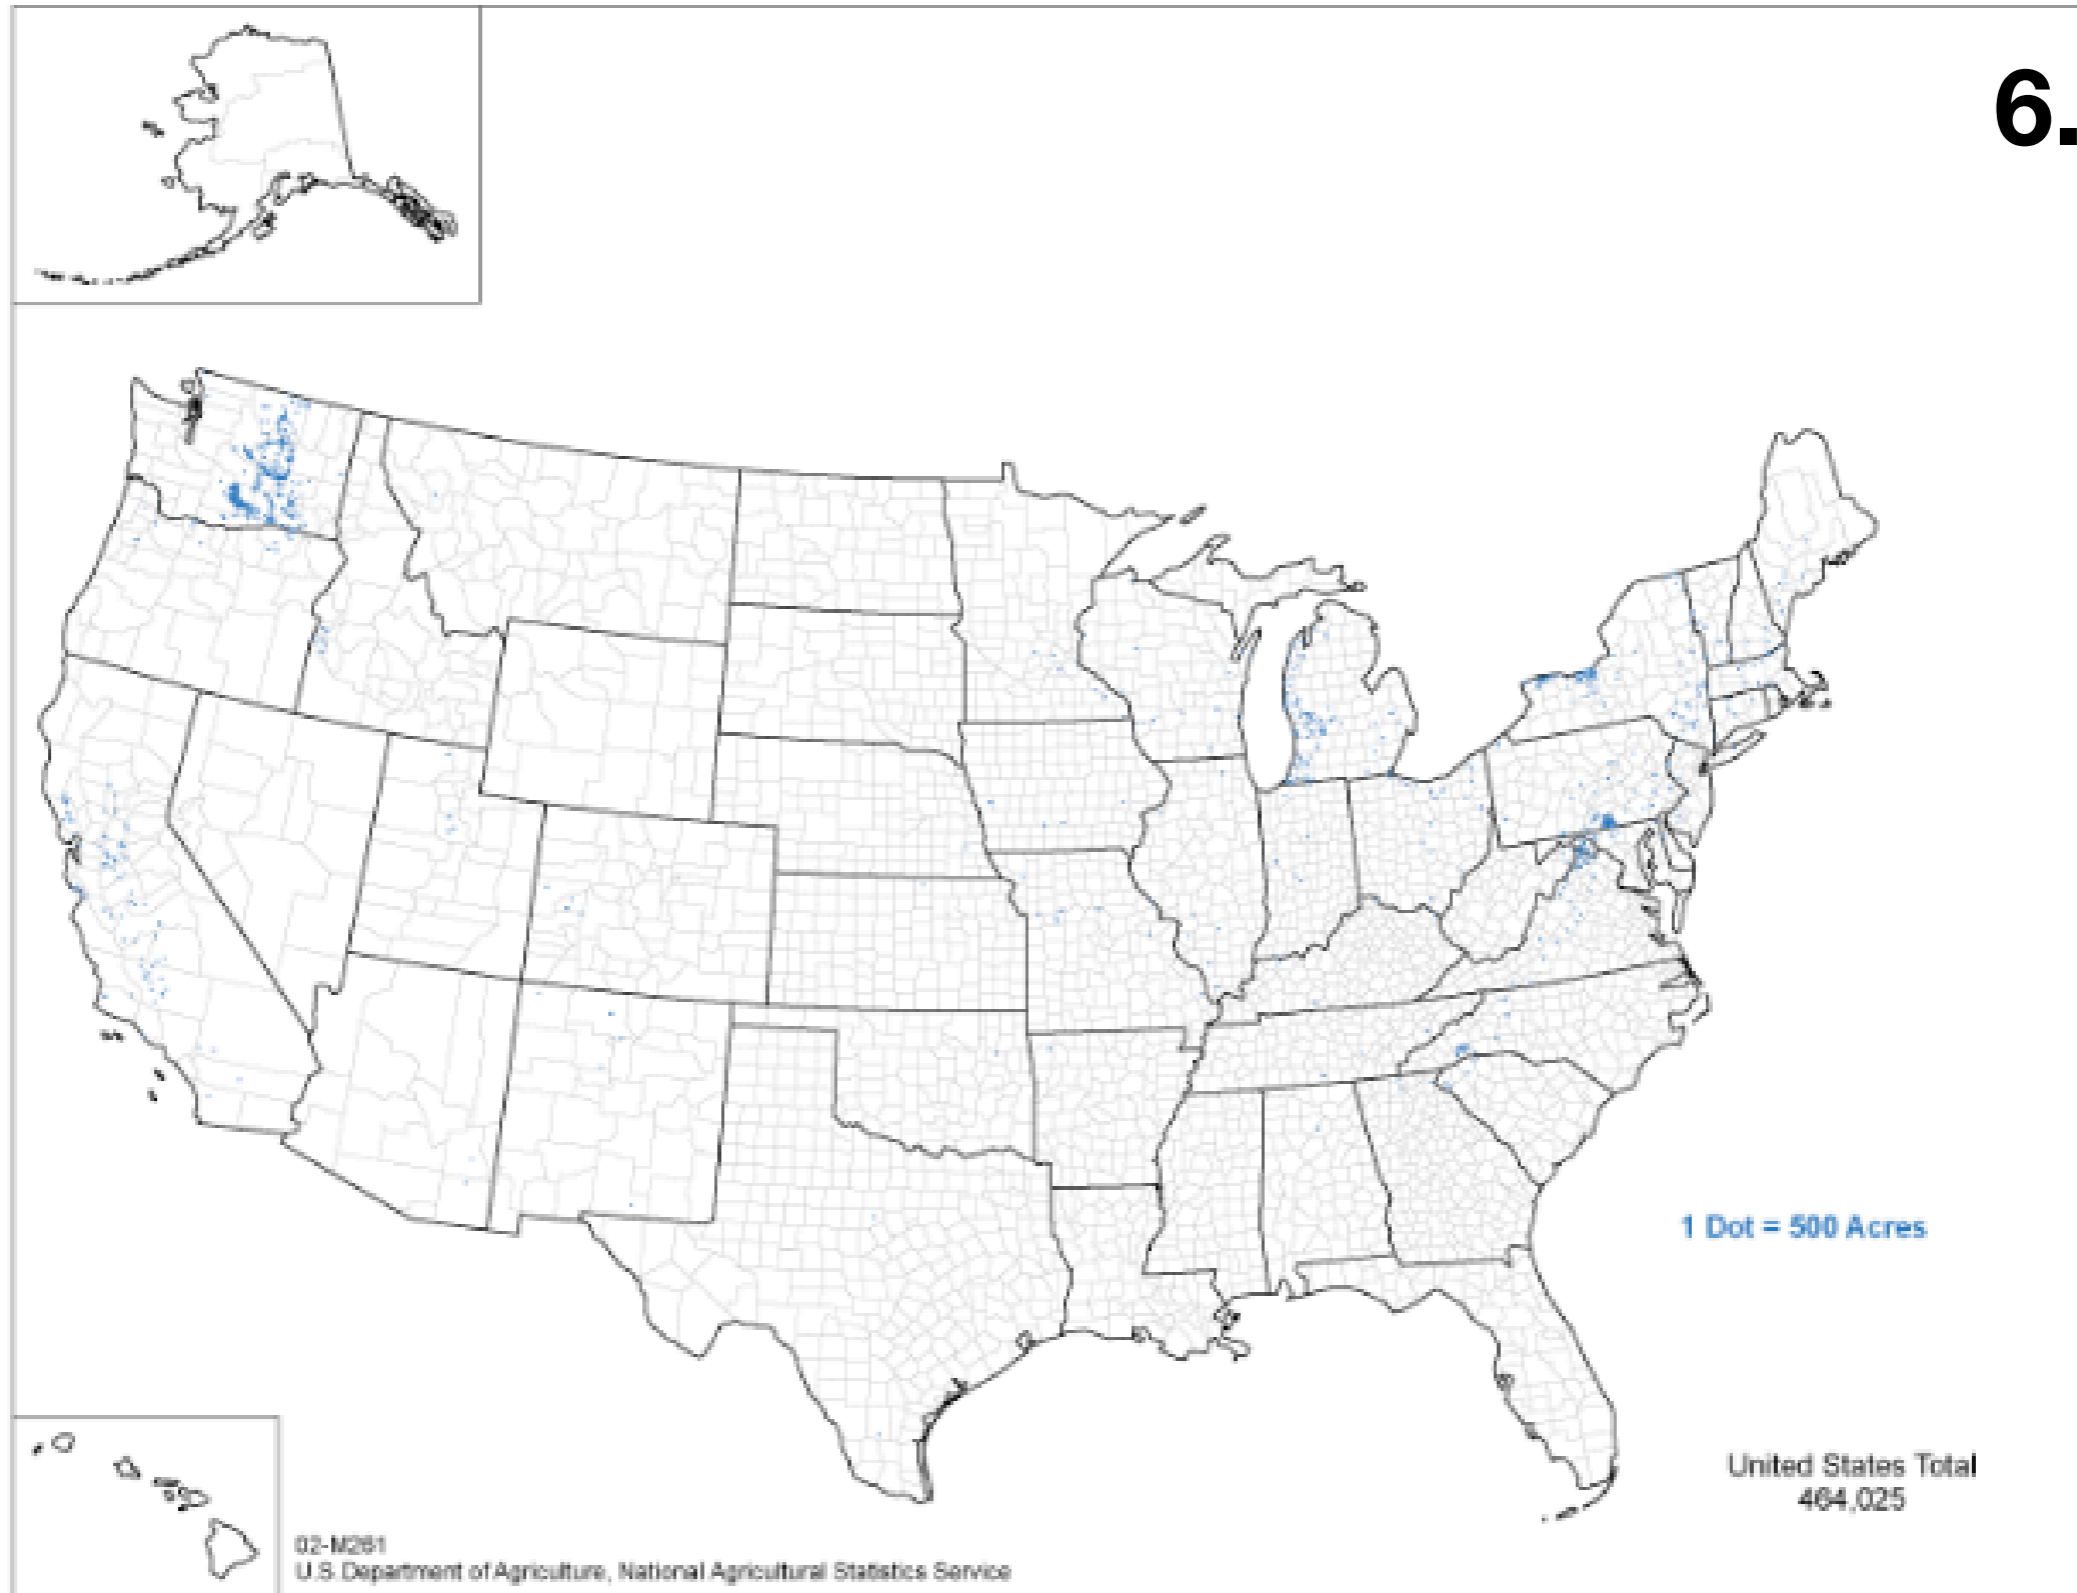 6.
1 Dot = 500 Acres
United States Total
464,025
02-M261
U.S. Department of Agriculture, National Agricultural Statistics Service